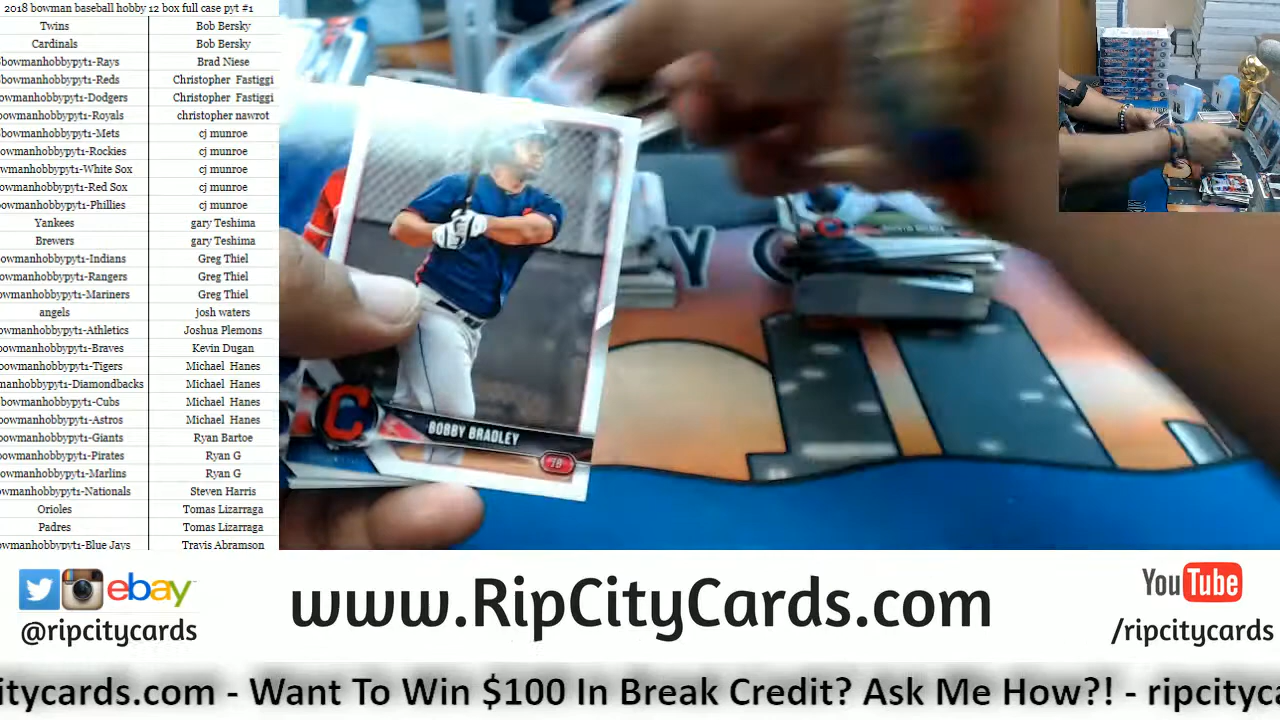 2018 bowman baseball hobby 12 box full case pyt #1
Twins Bob Bersky
Cardinals Bob Bersky
bowmanhobbypyt1-Rays Brad Niese
bowmanhobbypyt1-Reds Christopher Fastiggi
owmanhobbypyt1-Dodgers Christopher Fastiggi
owmanhobbypyt1-Royals christopher nawrot
bowmanhobbypyt1-Mets cj munroe
owmanhobbypyt1-Rockies cj munroe
owmanhobbypyt1-White Sox cj munroe
owmanhobbypyt1-Red Sox cj munroe
owmanhobbypyt1-Phillies cj munroe
Yankees gary Teshima
Brewers gary Teshima
owmanhobbypyt1-Indians Greg Thiel
owmanhobbypyt1-Rangers Greg Thiel
owmanhobbypyt1-Mariners Greg Thiel
angels josh waters
owmanhobbypyt1-Athletics Joshua Plemons
bowmanhobbypyt1-Braves Kevin Dugan
owmanhobbypyt1-Tigers Michael Hanes
manhobbypyt1-Diamondbacks Michael Hanes
bowmanhobbypyt1-Cubs Michael Hanes
owmanhobbypyt1-Astros Michael Hanes
owmanhobbypyt1-Giants Ryan Bartoe
owmanhobbypyt1-Pirates Ryan G
owmanhobbypyt1-Marlins Ryan G
owmanhobbypyt1-Nationals Steven Harris
Orioles Tomas Lizarraga
Padres Tomas Lizarraga
owmanhobbypyt1-Blue Jays Travis Abramson
C
BOBBY BRADLEY
'18
Y C
ebay
@ripcitycards
www.RipCityCards.com
YouTube
/ripcitycards
itycards.com - Want To Win $100 In Break Credit? Ask Me How?! - ripcityca